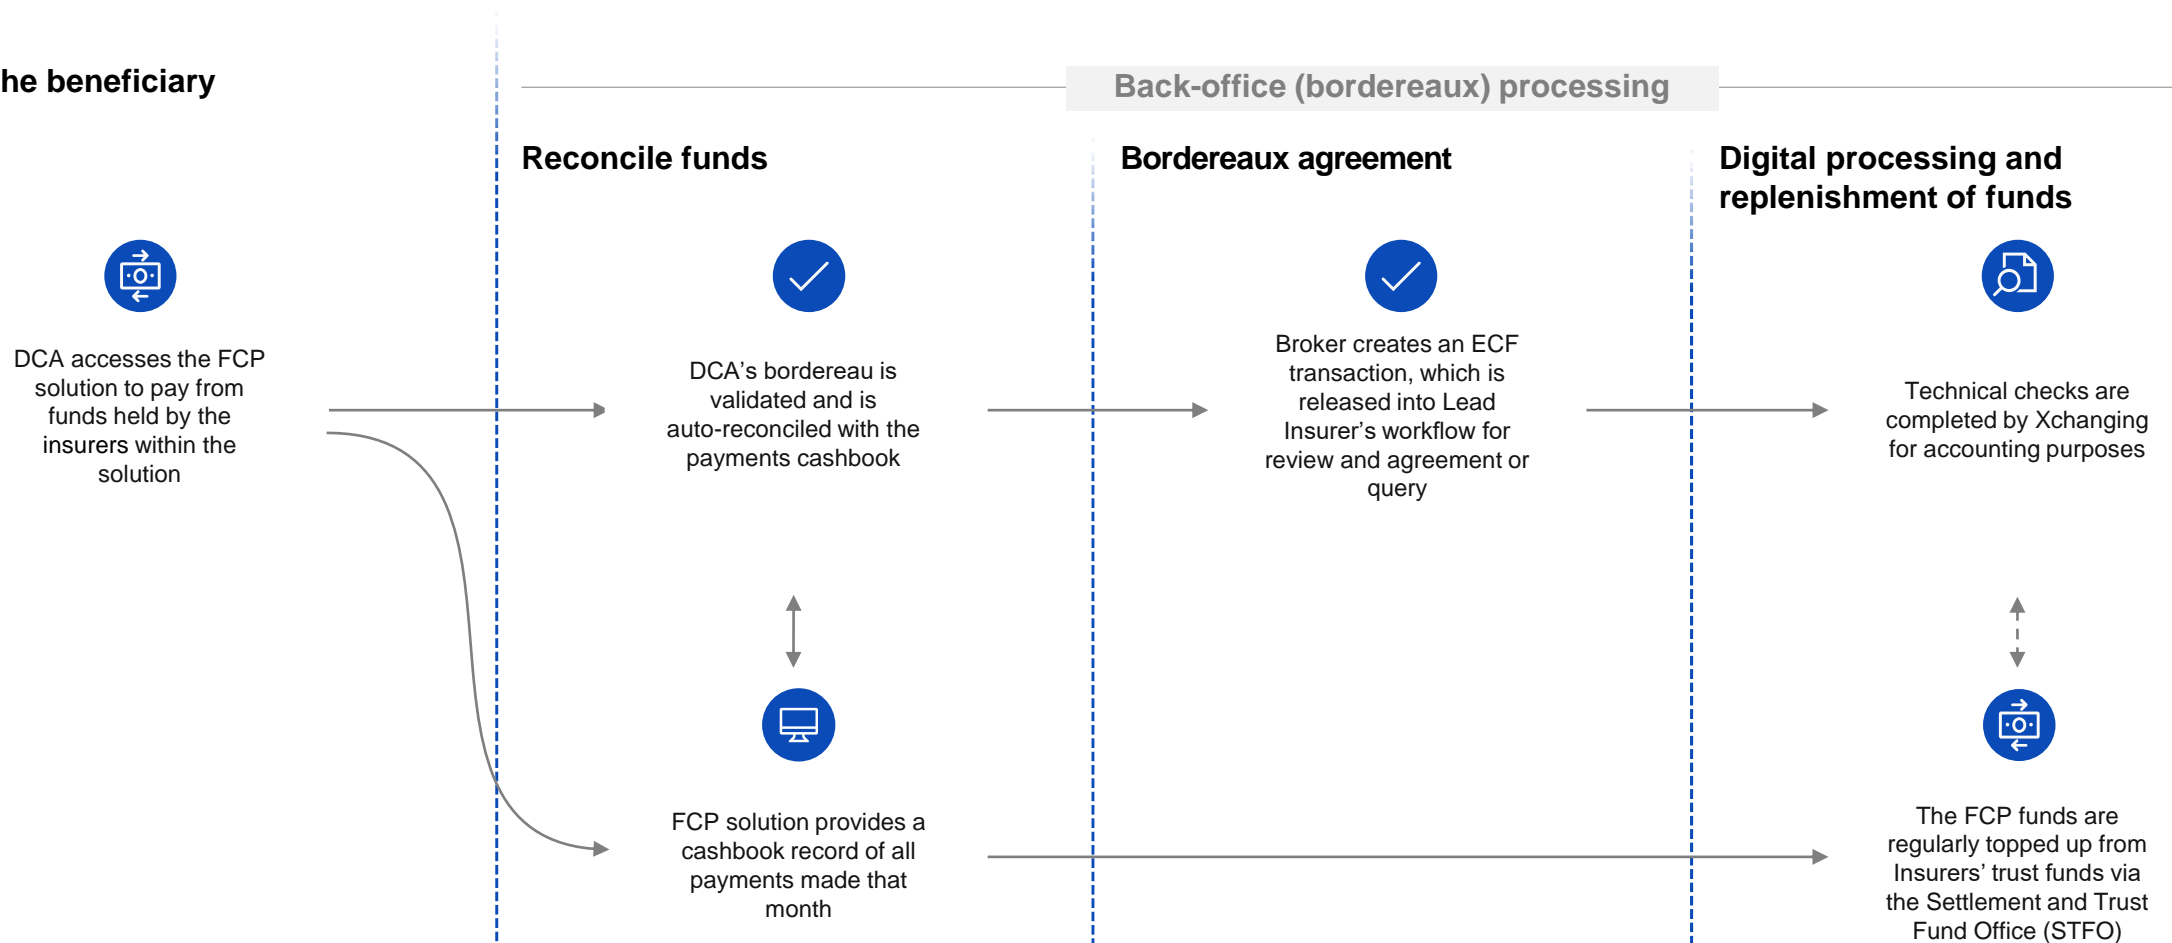 he beneficiary
Back-office (bordereaux) processing
Reconcile funds
Bordereaux agreement
Digital processing and
replenishment of funds
DCA accesses the FCP
solution to pay from
funds held by the
insurers within the
solution
DCA’s bordereau is
validated and is
auto-reconciled with the
payments cashbook
Broker creates an ECF
transaction, which is
released into Lead
Insurer’s workflow for
review and agreement or
query
Technical checks are
completed by Xchanging
for accounting purposes
FCP solution provides a
cashbook record of all
payments made that
month
The FCP funds are
regularly topped up from
Insurers’ trust funds via
the Settlement and Trust
Fund Office (STFO)